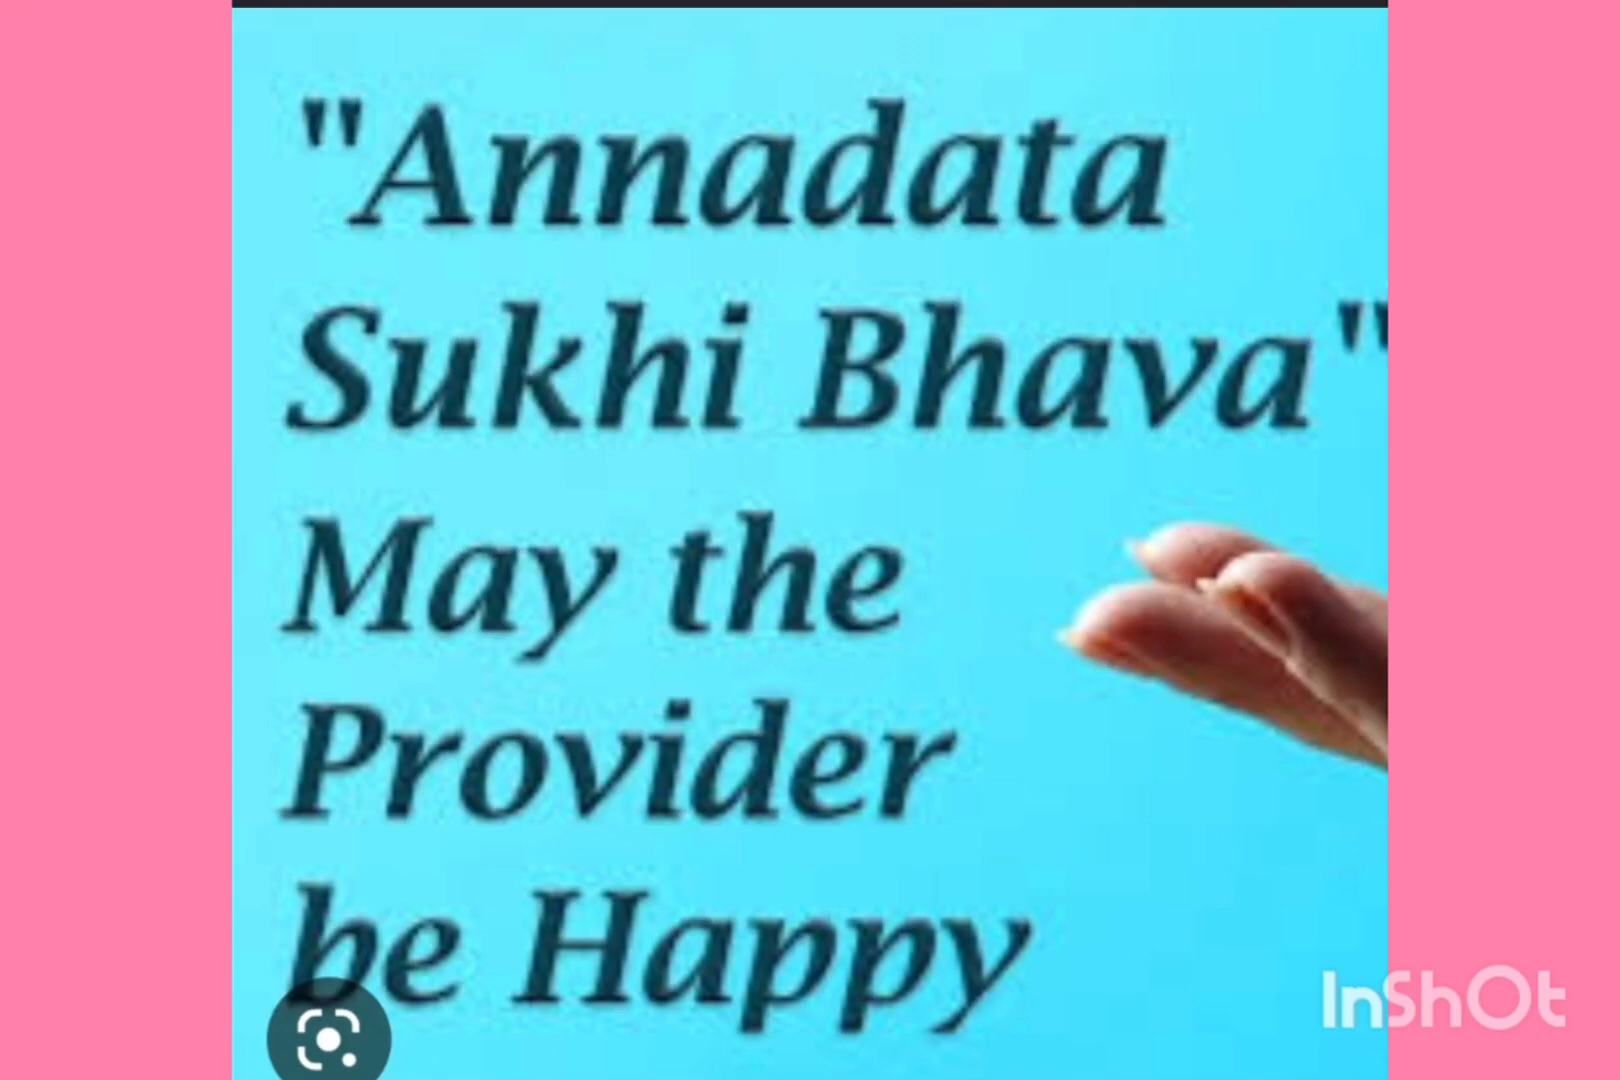 "Annadata
Sukhi Bhava"
May the
Provider
be Happy
InShOt